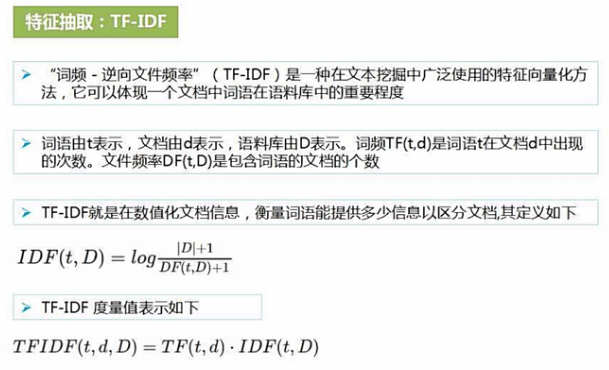 特征抽取：TF-IDF
“词频－逆向文件频率”（TF-IDF）是一种在文本挖掘中广泛使用的特征向量化方
法，它可以体现一个文档中词语在语料库中的重要程度
词语由t表示，文档由d表示，语料库由D表示。词频TF(t,d)是词语t在文档d中出现
的次数。文件频率DF(t,D)是包含词语的文档的个数
TF-IDF就是在数值化文档信息，衡量词语能提供多少信息以区分文档,其定义如下
IDF(t, D) = log |D|+1 / DF(t,D)+1
TF-IDF 度量值表示如下
TFIDF(t, d, D) = TF(t, d) · IDF(t, D)